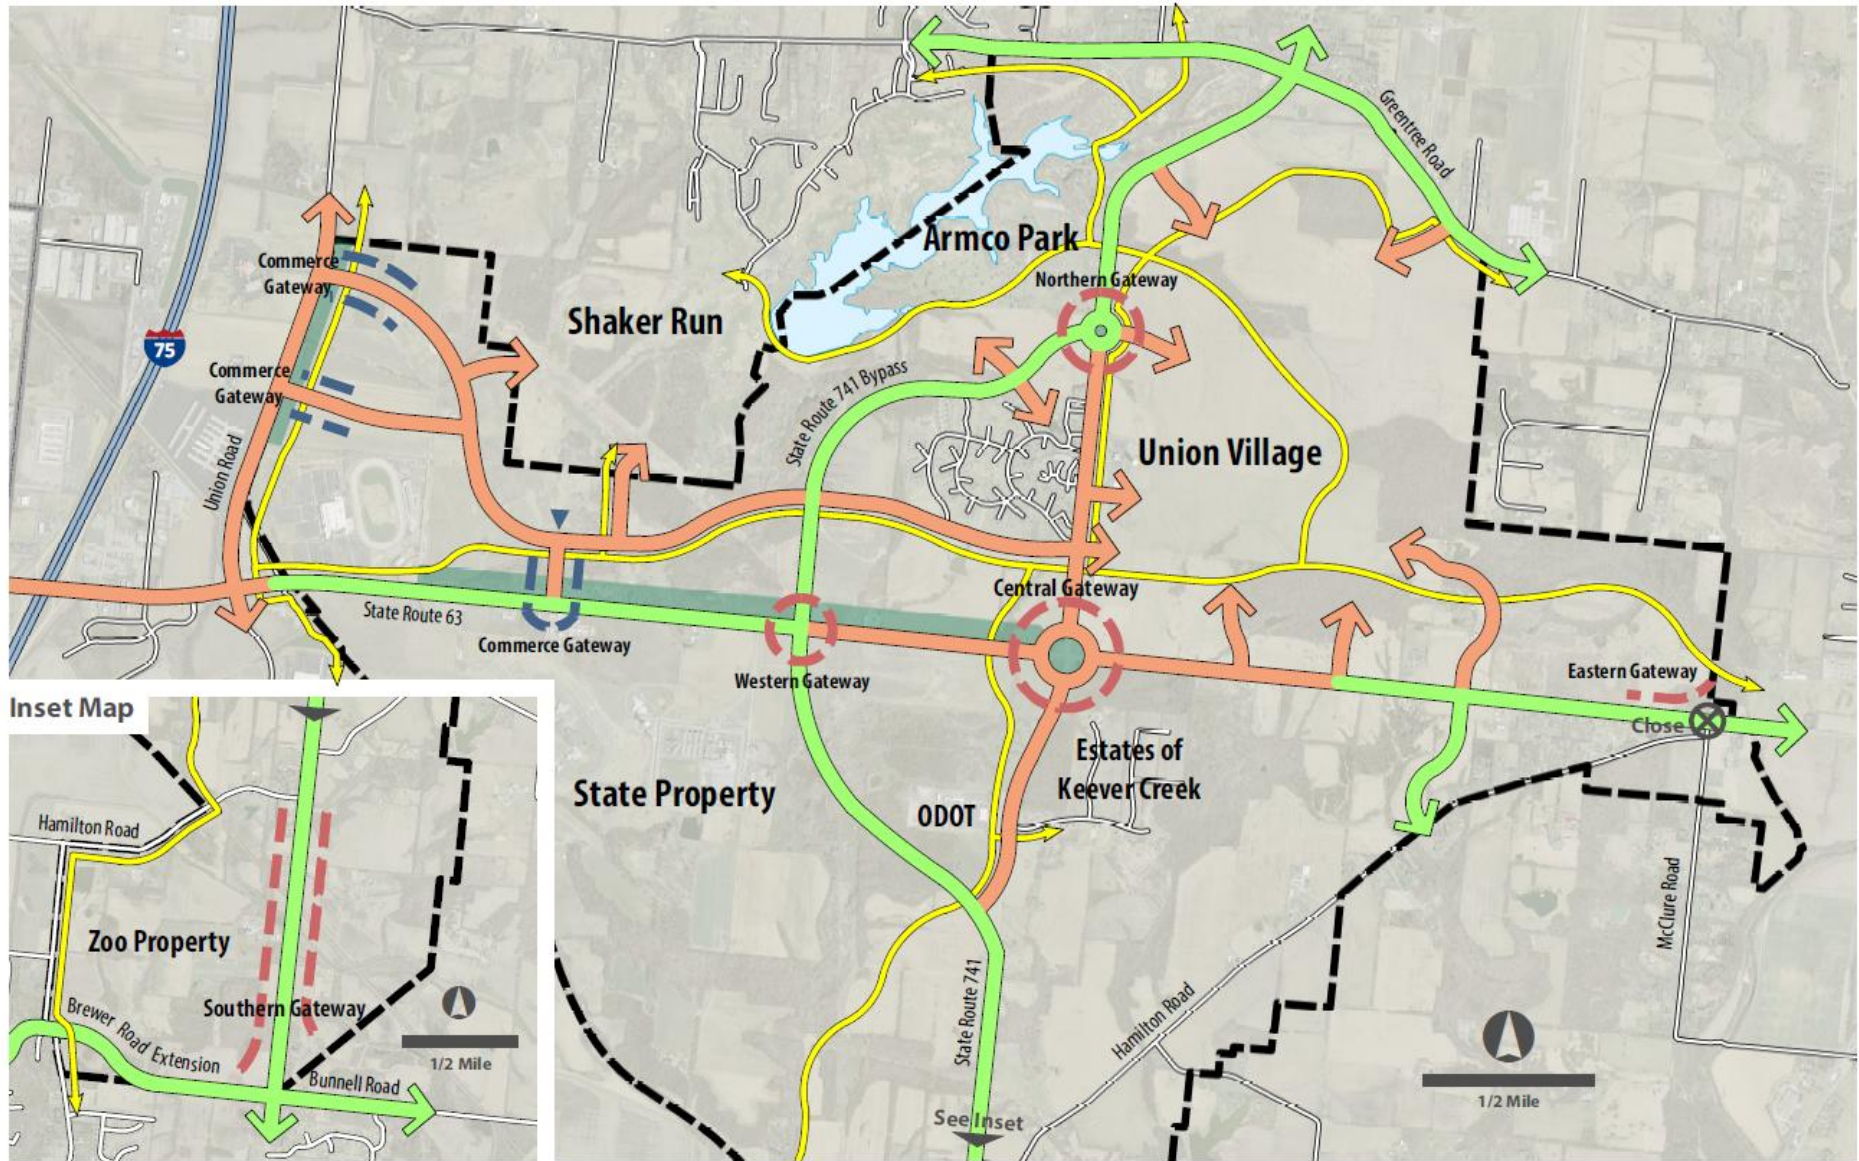 Greentree Road
Armco Park
Commerce
Gateway
Northern Gateway
Shaker Run
75
Commerce
Gateway
State Route 741 Bypass
Union Road
Union Village
Central Gateway
State Route 63
Commerce Gateway
Western Gateway
Eastern Gateway
Close
Estates of
Keever Creek
State Property
ODOT
McClure Road
State Route 741
Hamilton Road
See Inset
1/2 Mile
Inset Map
Hamilton Road
Zoo Property
Southern Gateway
Brewer Road Extension
Bunnell Road
1/2 Mile